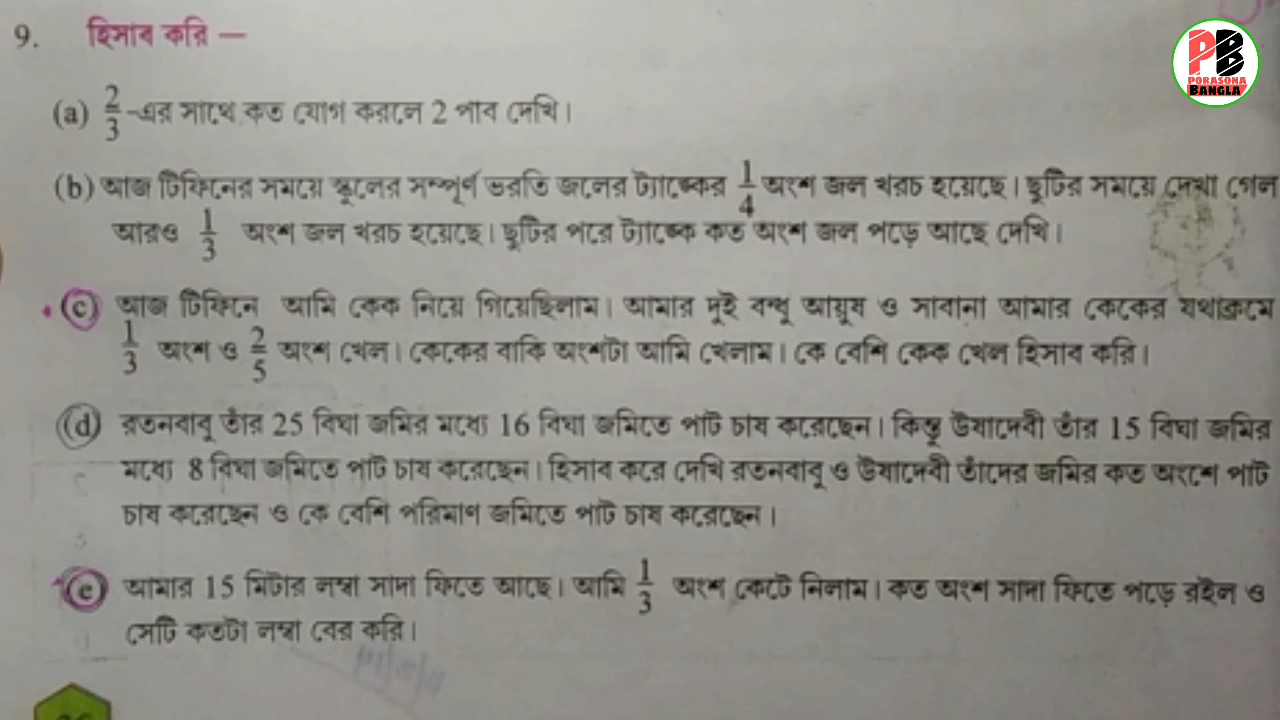 9. হিসাব করি —
PB
PORASONA
BANGLA
(a) 2/3-এর সাথে কত যোগ করলে 2 পাব দেখি।
(b) আজ টিফিনের সময়ে স্কুলের সম্পূর্ণ ভরতি জলের ট্যাঙ্কের 1/4 অংশ জল খরচ হয়েছে। ছুটির সময়ে দেখা গেল
আরও 1/3 অংশ জল খরচ হয়েছে। ছুটির পরে ট্যাঙ্কে কত অংশ জল পড়ে আছে দেখি।
(c) আজ টিফিনে আমি কেক নিয়ে গিয়েছিলাম। আমার দুই বন্ধু আয়ুষ ও সাবানা আমার কেকের যথাক্রমে
1/3 অংশ ও 2/5 অংশ খেল। কেকের বাকি অংশটা আমি খেলাম। কে বেশি কেক খেল হিসাব করি।
(d) রতনবাবু তাঁর 25 বিঘা জমির মধ্যে 16 বিঘা জমিতে পাট চাষ করেছেন। কিন্তু উষাদেবী তাঁর 15 বিঘা জমির
মধ্যে 8 বিঘা জমিতে পাট চাষ করেছেন। হিসাব করে দেখি রতনবাবু ও উষাদেবী তাঁদের জমির কত অংশে পাট
চাষ করেছেন ও কে বেশি পরিমাণ জমিতে পাট চাষ করেছেন।
(e) আমার 15 মিটার লম্বা সাদা ফিতে আছে। আমি 1/3 অংশ কেটে নিলাম। কত অংশ সাদা ফিতে পড়ে রইল ও
সেটি কতটা লম্বা বের করি।